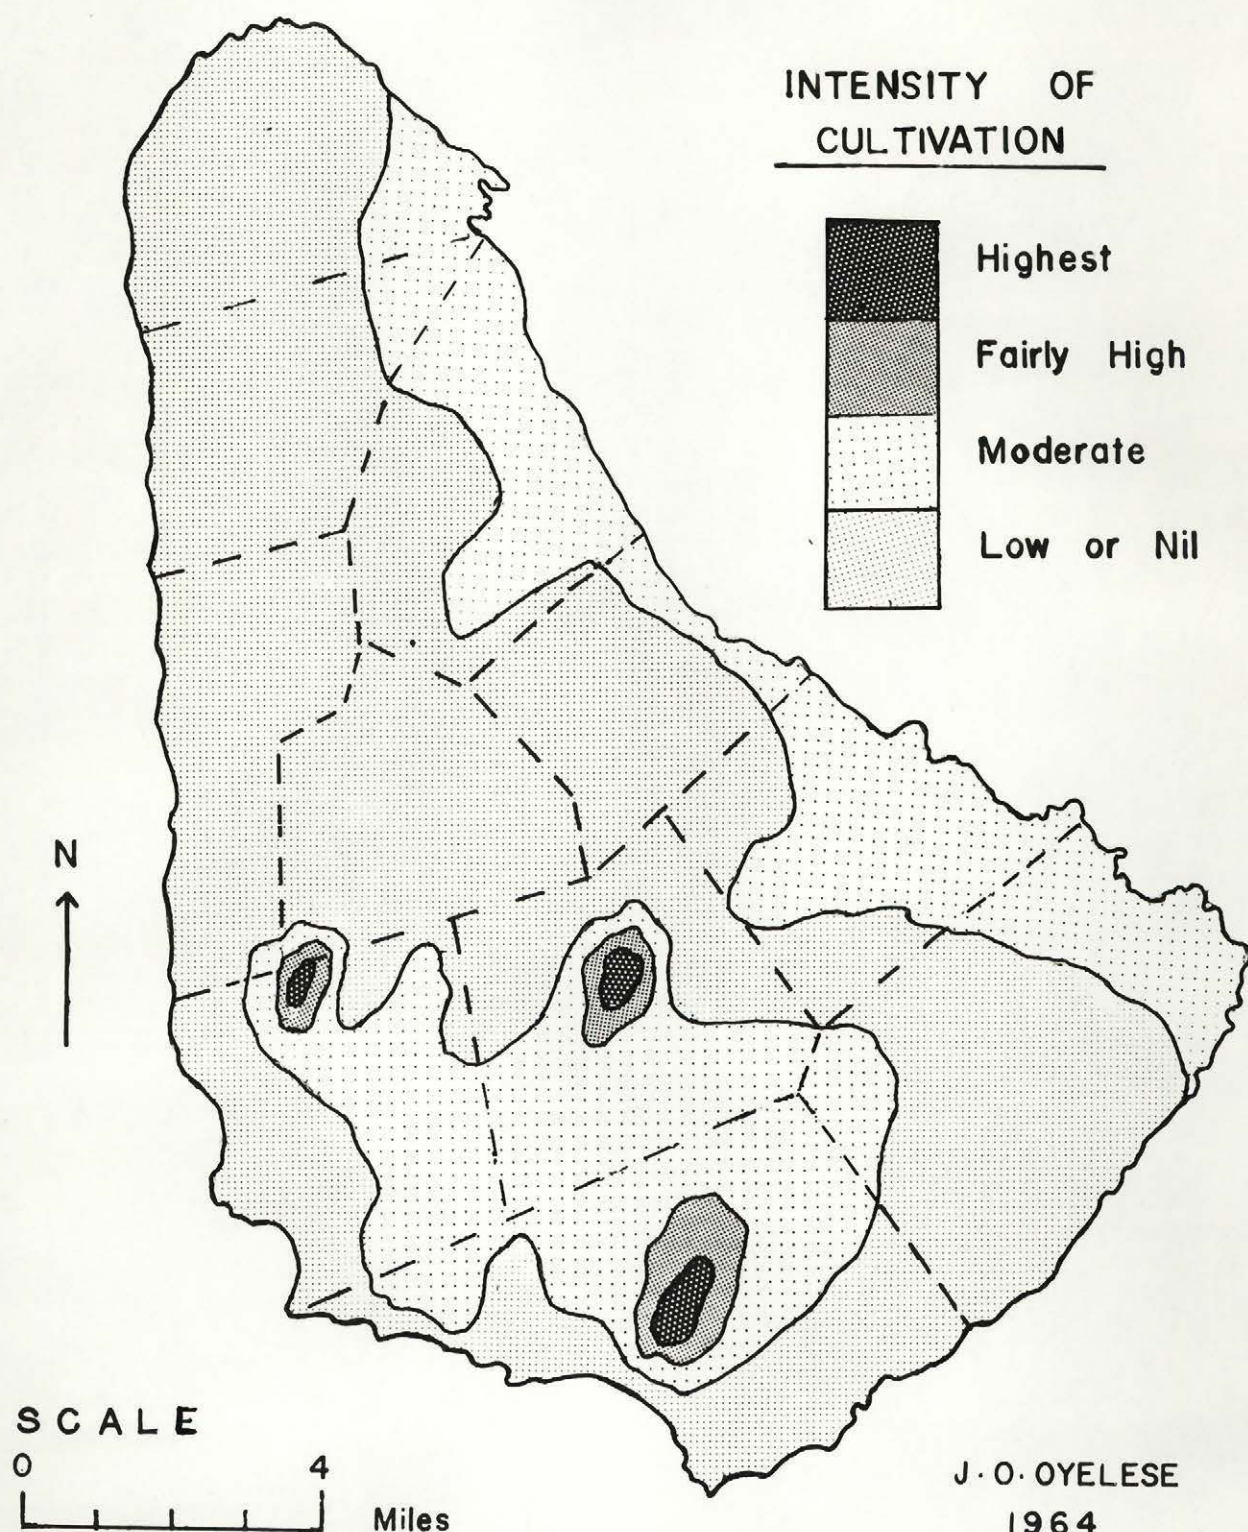 INTENSITY OF
CULTIVATION
Highest
Fairly High
Moderate
Low or Nil
N
SCALE
0 4
Miles
J. O. OYELESE
1964